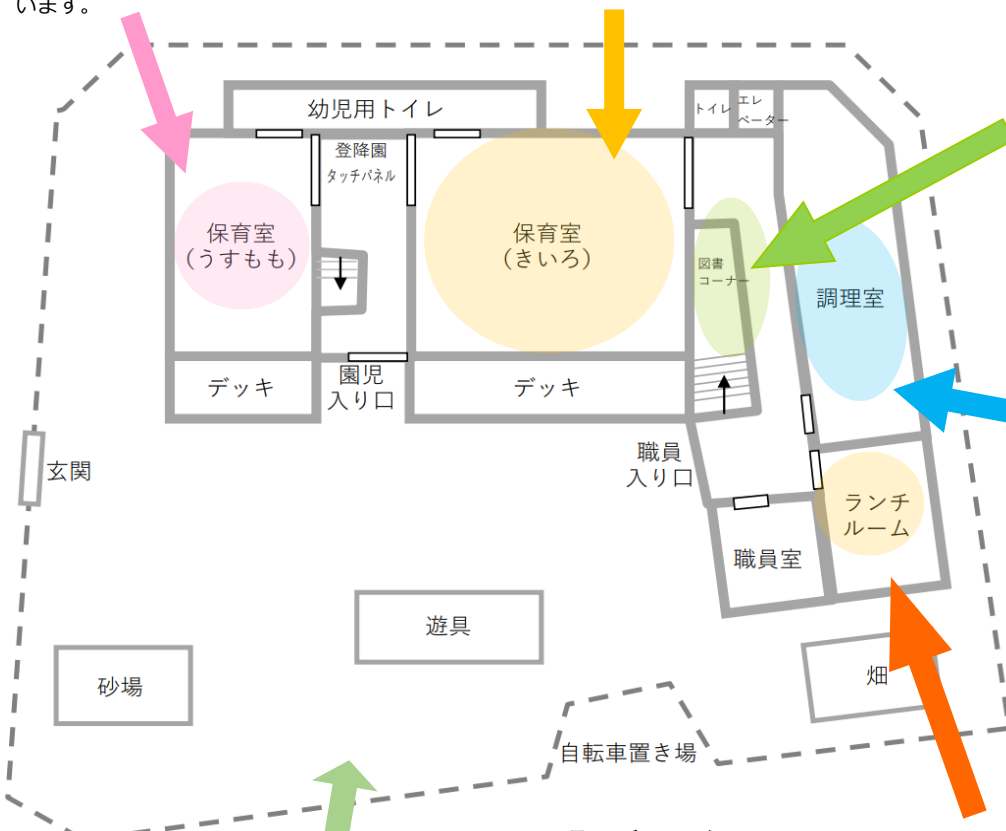 います。
幼児用トイレ
トイレ
エレ
ベーター
登降園
タッチパネル
保育室
(うすもも)
保育室
(きいろ)
図書
コーナー
調理室
デッキ
園児
入り口
デッキ
職員
入り口
玄関
ランチ
ルーム
職員室
遊具
砂場
畑
自転車置き場